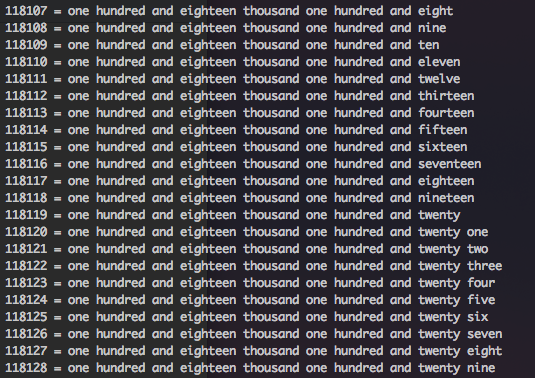 118107 = one hundred and eighteen thousand one hundred and eight
118108 = one hundred and eighteen thousand one hundred and nine
118109 = one hundred and eighteen thousand one hundred and ten
118110 = one hundred and eighteen thousand one hundred and eleven
118111 = one hundred and eighteen thousand one hundred and twelve
118112 = one hundred and eighteen thousand one hundred and thirteen
118113 = one hundred and eighteen thousand one hundred and fourteen
118114 = one hundred and eighteen thousand one hundred and fifteen
118115 = one hundred and eighteen thousand one hundred and sixteen
118116 = one hundred and eighteen thousand one hundred and seventeen
118117 = one hundred and eighteen thousand one hundred and eighteen
118118 = one hundred and eighteen thousand one hundred and nineteen
118119 = one hundred and eighteen thousand one hundred and twenty
118120 = one hundred and eighteen thousand one hundred and twenty one
118121 = one hundred and eighteen thousand one hundred and twenty two
118122 = one hundred and eighteen thousand one hundred and twenty three
118123 = one hundred and eighteen thousand one hundred and twenty four
118124 = one hundred and eighteen thousand one hundred and twenty five
118125 = one hundred and eighteen thousand one hundred and twenty six
118126 = one hundred and eighteen thousand one hundred and twenty seven
118127 = one hundred and eighteen thousand one hundred and twenty eight
118128 = one hundred and eighteen thousand one hundred and twenty nine